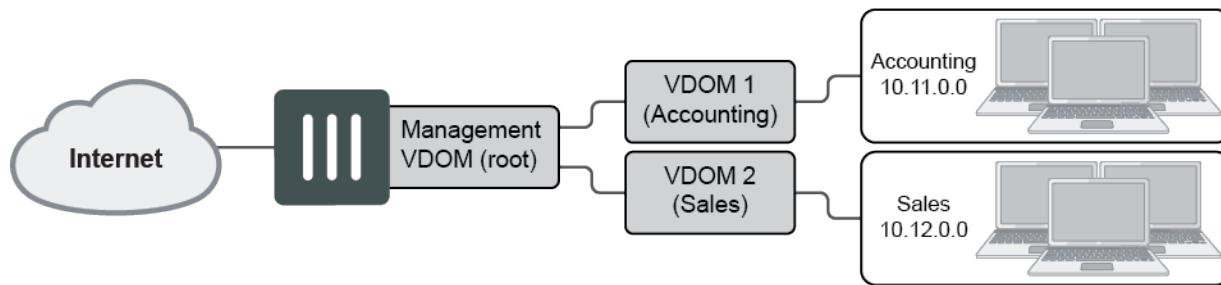 Internet
Management
VDOM (root)
VDOM 1
(Accounting)
VDOM 2
(Sales)
Accounting
10.11.0.0
Sales
10.12.0.0